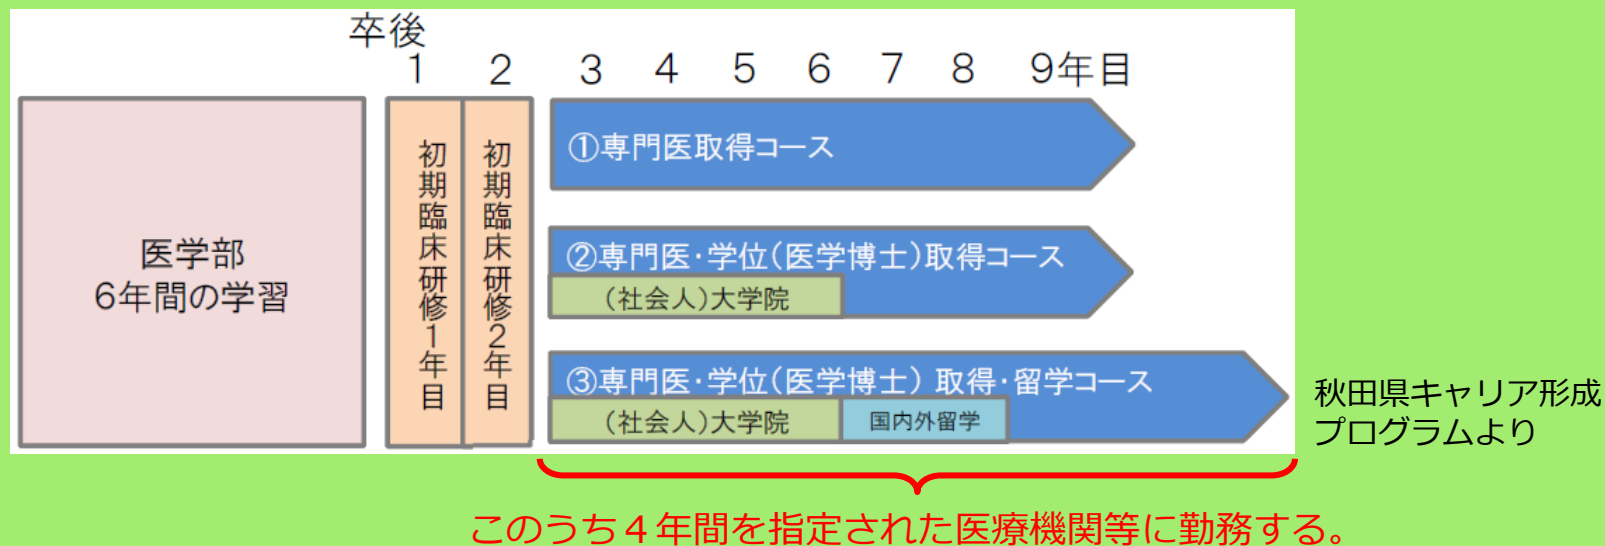 卒後
1 2 3 4 5 6 7 8 9年目
医学部
6年間の学習
初期臨床研修1年目
初期臨床研修2年目
①専門医取得コース
②専門医・学位(医学博士)取得コース
(社会人)大学院
③専門医・学位(医学博士) 取得・留学コース
(社会人)大学院
国内外留学
秋田県キャリア形成
プログラムより
このうち4年間を指定された医療機関等に勤務する。